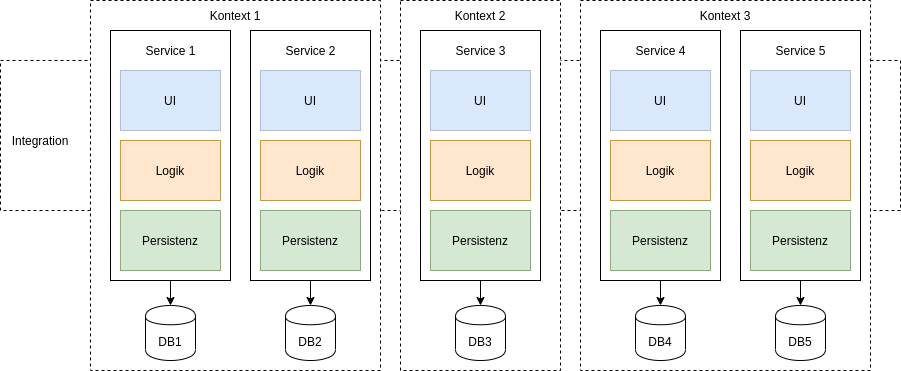 Kontext 1
Kontext 2
Kontext 3
Service 1
Service 2
Service 3
Service 4
Service 5
UI
UI
UI
UI
UI
Integration
Logik
Logik
Logik
Logik
Logik
Persistenz
Persistenz
Persistenz
Persistenz
Persistenz
DB1
DB2
DB3
DB4
DB5